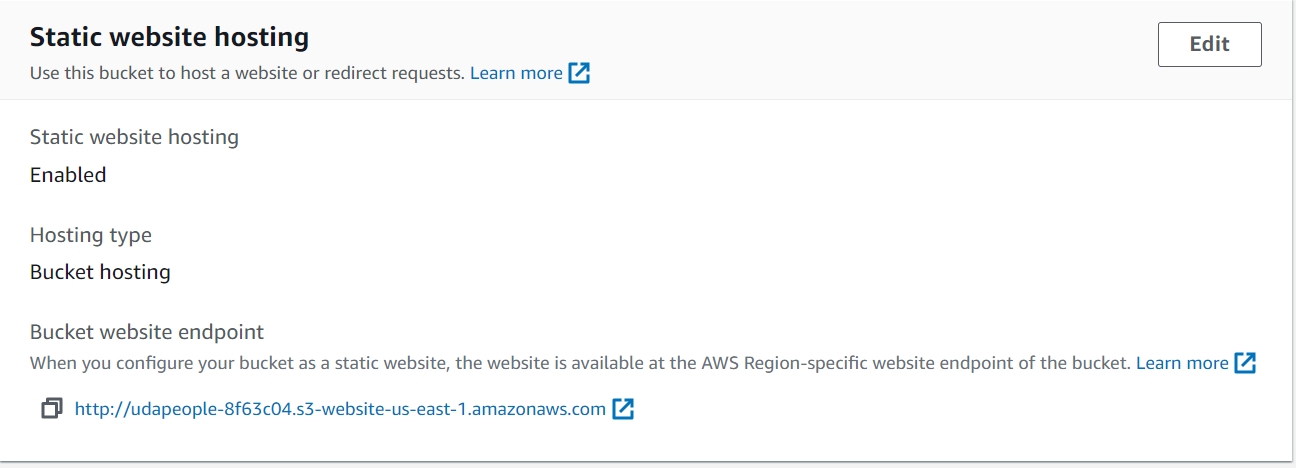 Static website hosting
Edit
Use this bucket to host a website or redirect requests. Learn more
Static website hosting
Enabled
Hosting type
Bucket hosting
Bucket website endpoint
When you configure your bucket as a static website, the website is available at the AWS Region-specific website endpoint of the bucket. Learn more
http://udapeople-8f63c04.s3-website-us-east-1.amazonaws.com